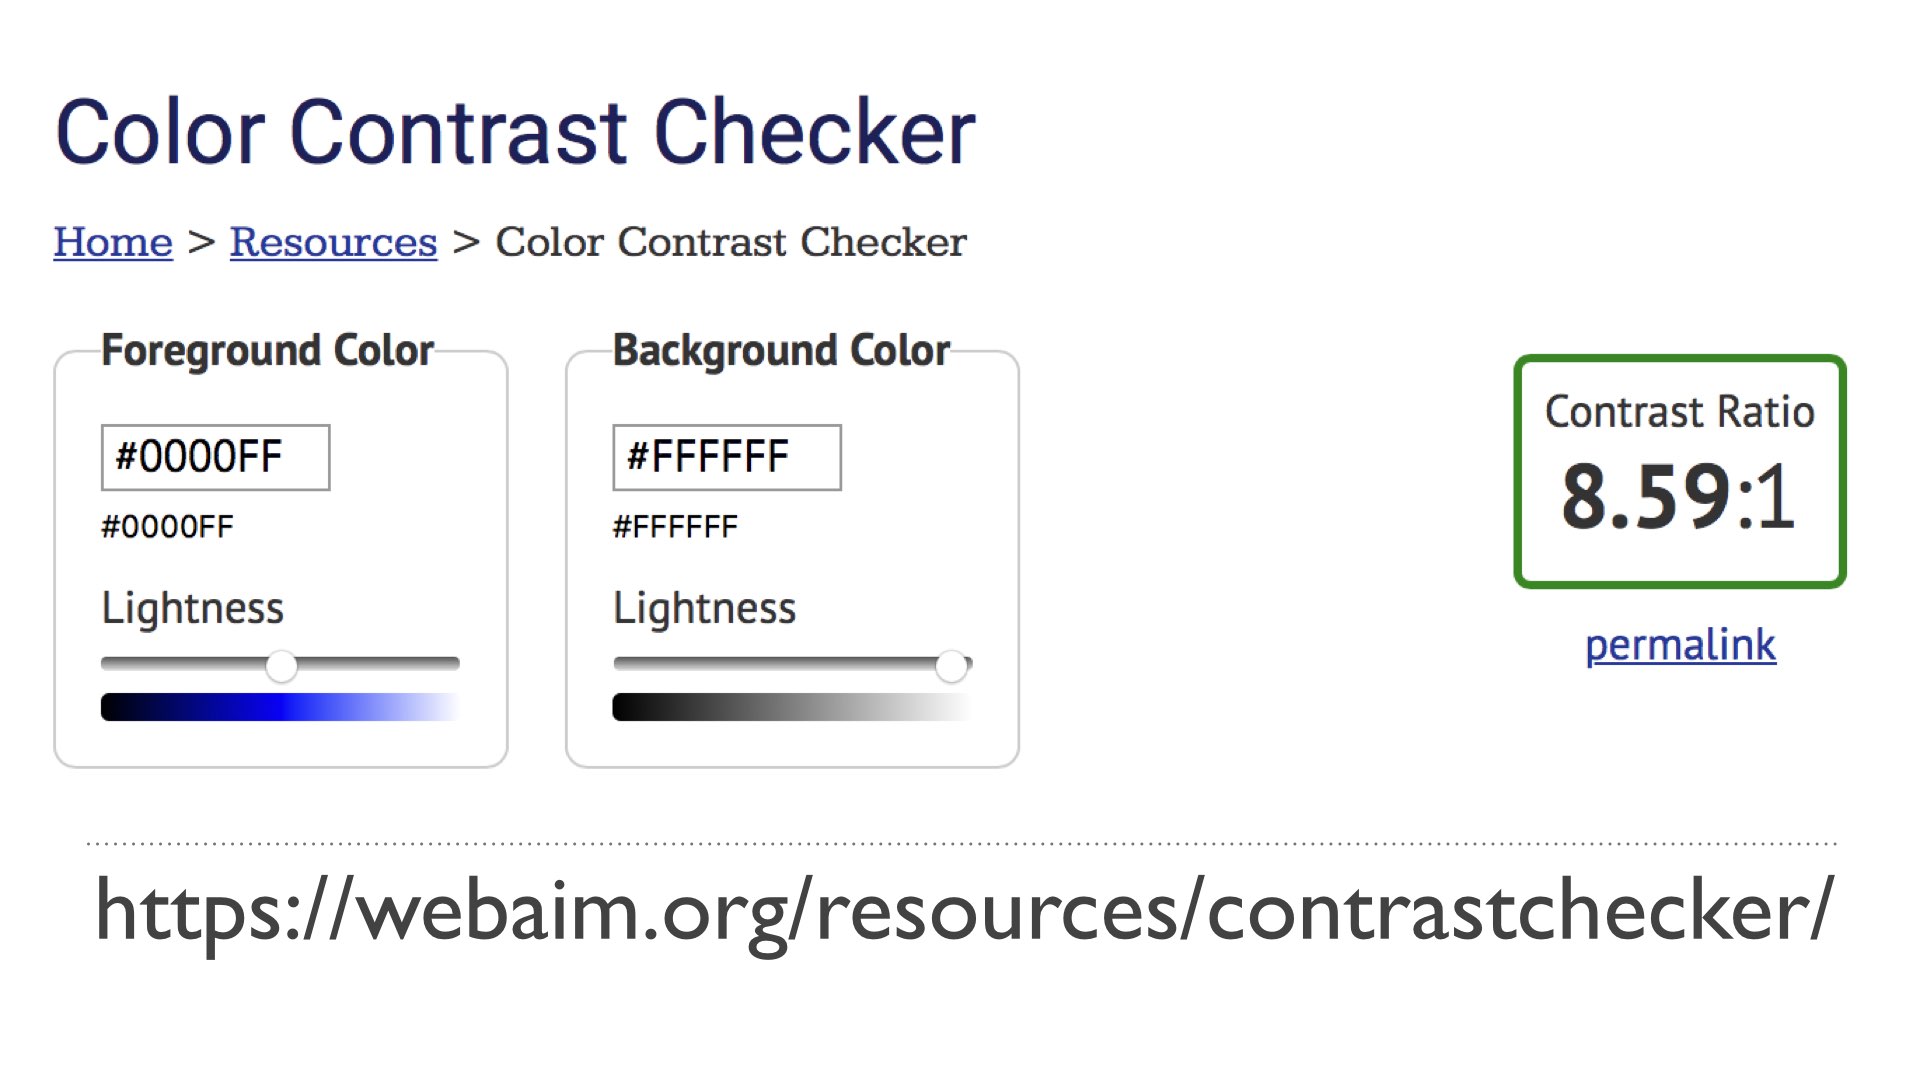 Color Contrast Checker
Home > Resources > Color Contrast Checker
Foreground Color
#0000FF
#0000FF
Lightness
Background Color
#FFFFFF
#FFFFFF
Lightness
Contrast Ratio
8.59:1
permalink
https://webaim.org/resources/contrastchecker/